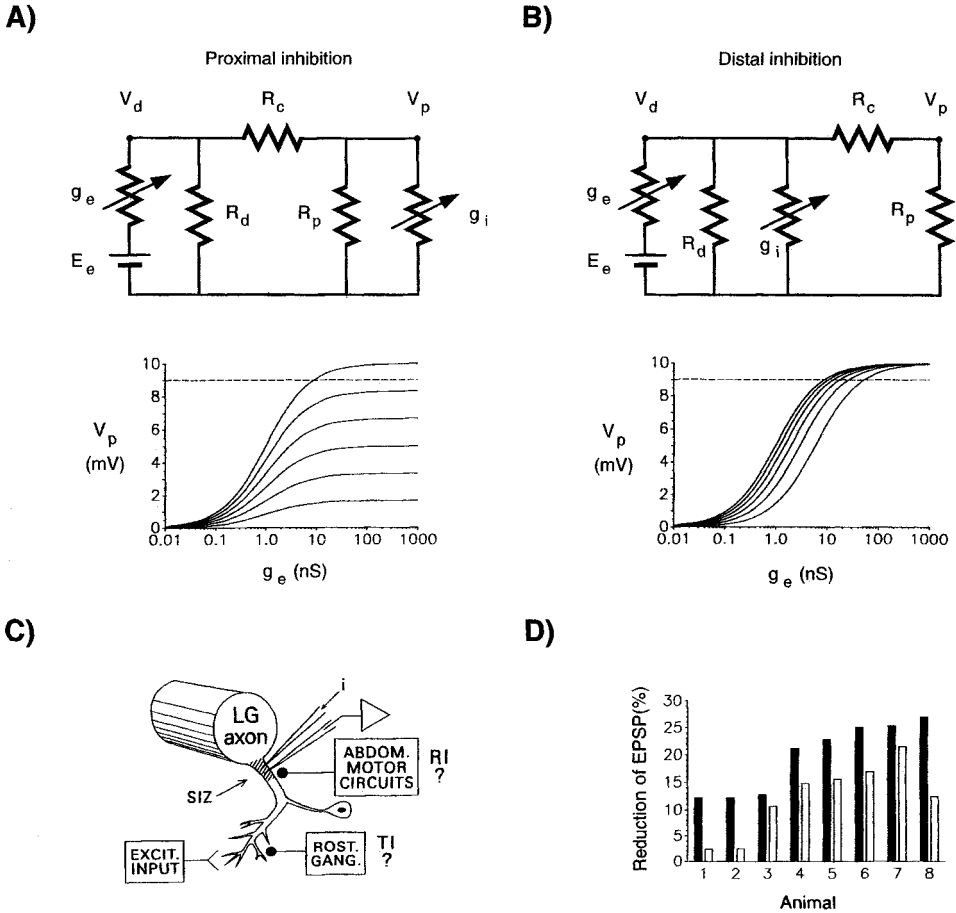 A)
Proximal inhibition
V d
R c
V p
g e
R d
R p
g i
E e
10
8
6
4
2
0
V p
(mV)
0.01 0.1 1.0 10 100 1000
g e (nS)
B)
Distal inhibition
V d
R c
V p
g e
R d
g i
R p
E e
10
8
6
4
2
0
V p
(mV)
0.01 0.1 1.0 10 100 1000
g e (nS)
C)
LG
axon
i
SIZ
ABDOM.
MOTOR
CIRCUITS
RI
?
EXCIT.
INPUT
ROST.
GANG.
TI
?
D)
Reduction of EPSP(%)
30
25
20
15
10
5
0
1 2 3 4 5 6 7 8
Animal